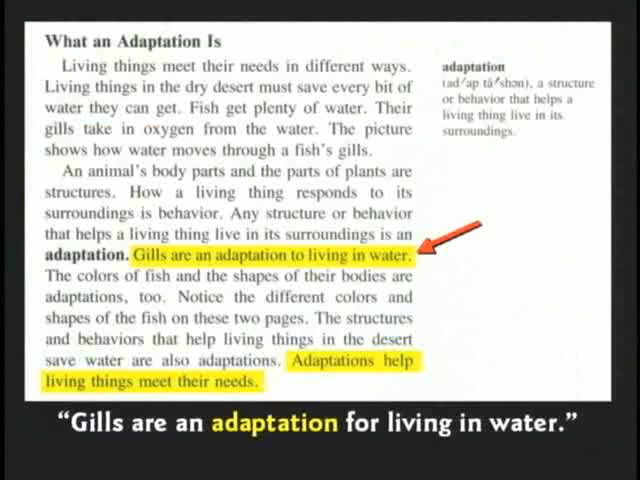 What an Adaptation Is
Living things meet their needs in different ways.
Living things in the dry desert must save every bit of
water they can get. Fish get plenty of water. Their
gills take in oxygen from the water. The picture
shows how water moves through a fish's gills.
An animal's body parts and the parts of plants are
structures. How a living thing responds to its
surroundings is behavior. Any structure or behavior
that helps a living thing live in its surroundings is an
adaptation. Gills are an adaptation to living in water.
The colors of fish and the shapes of their bodies are
adaptations, too. Notice the different colors and
shapes of the fish on these two pages. The structures
and behaviors that help living things in the desert
save water are also adaptations. Adaptations help
living things meet their needs.
adaptation
(ad/ap tā/shən), a structure
or behavior that helps a
living thing live in its
surroundings.
“Gills are an adaptation for living in water.”